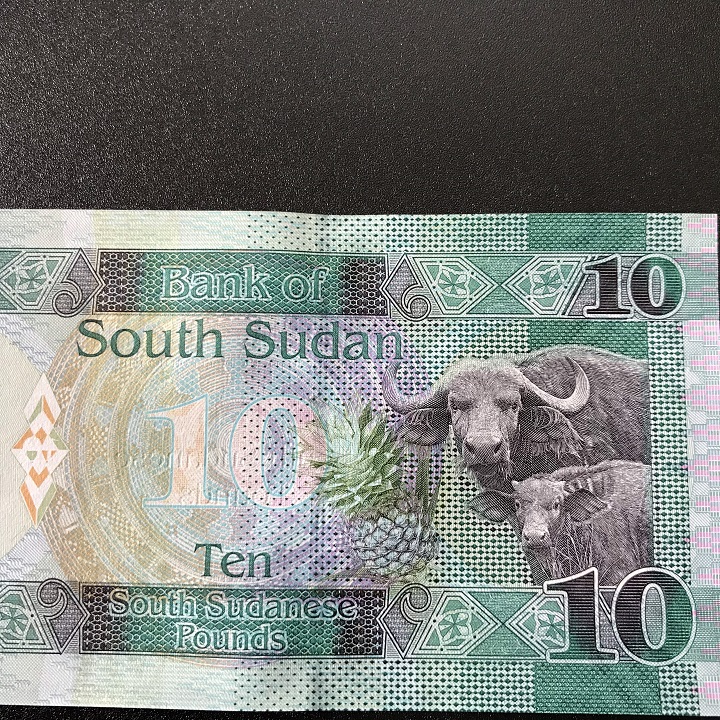 Bank of
10
South Sudan
10
Ten
South Sudanese
Pounds
10